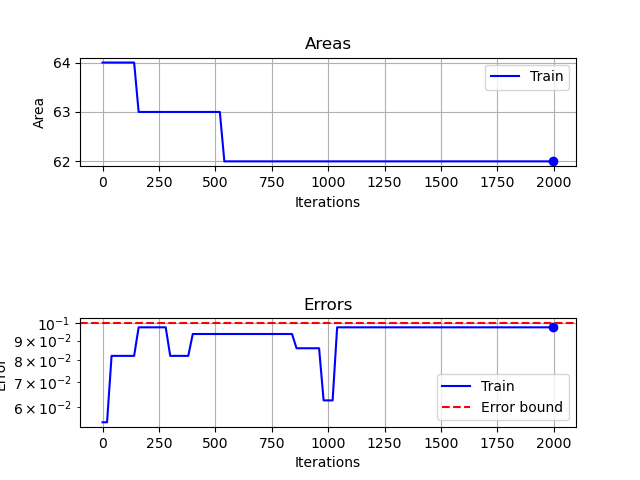 Areas
Area
64
63
62
Train
0 250 500 750 1000 1250 1500 1750 2000
Iterations
Errors
Error
10⁻¹
9 × 10⁻²
8 × 10⁻²
7 × 10⁻²
6 × 10⁻²
Train
Error bound
0 250 500 750 1000 1250 1500 1750 2000
Iterations